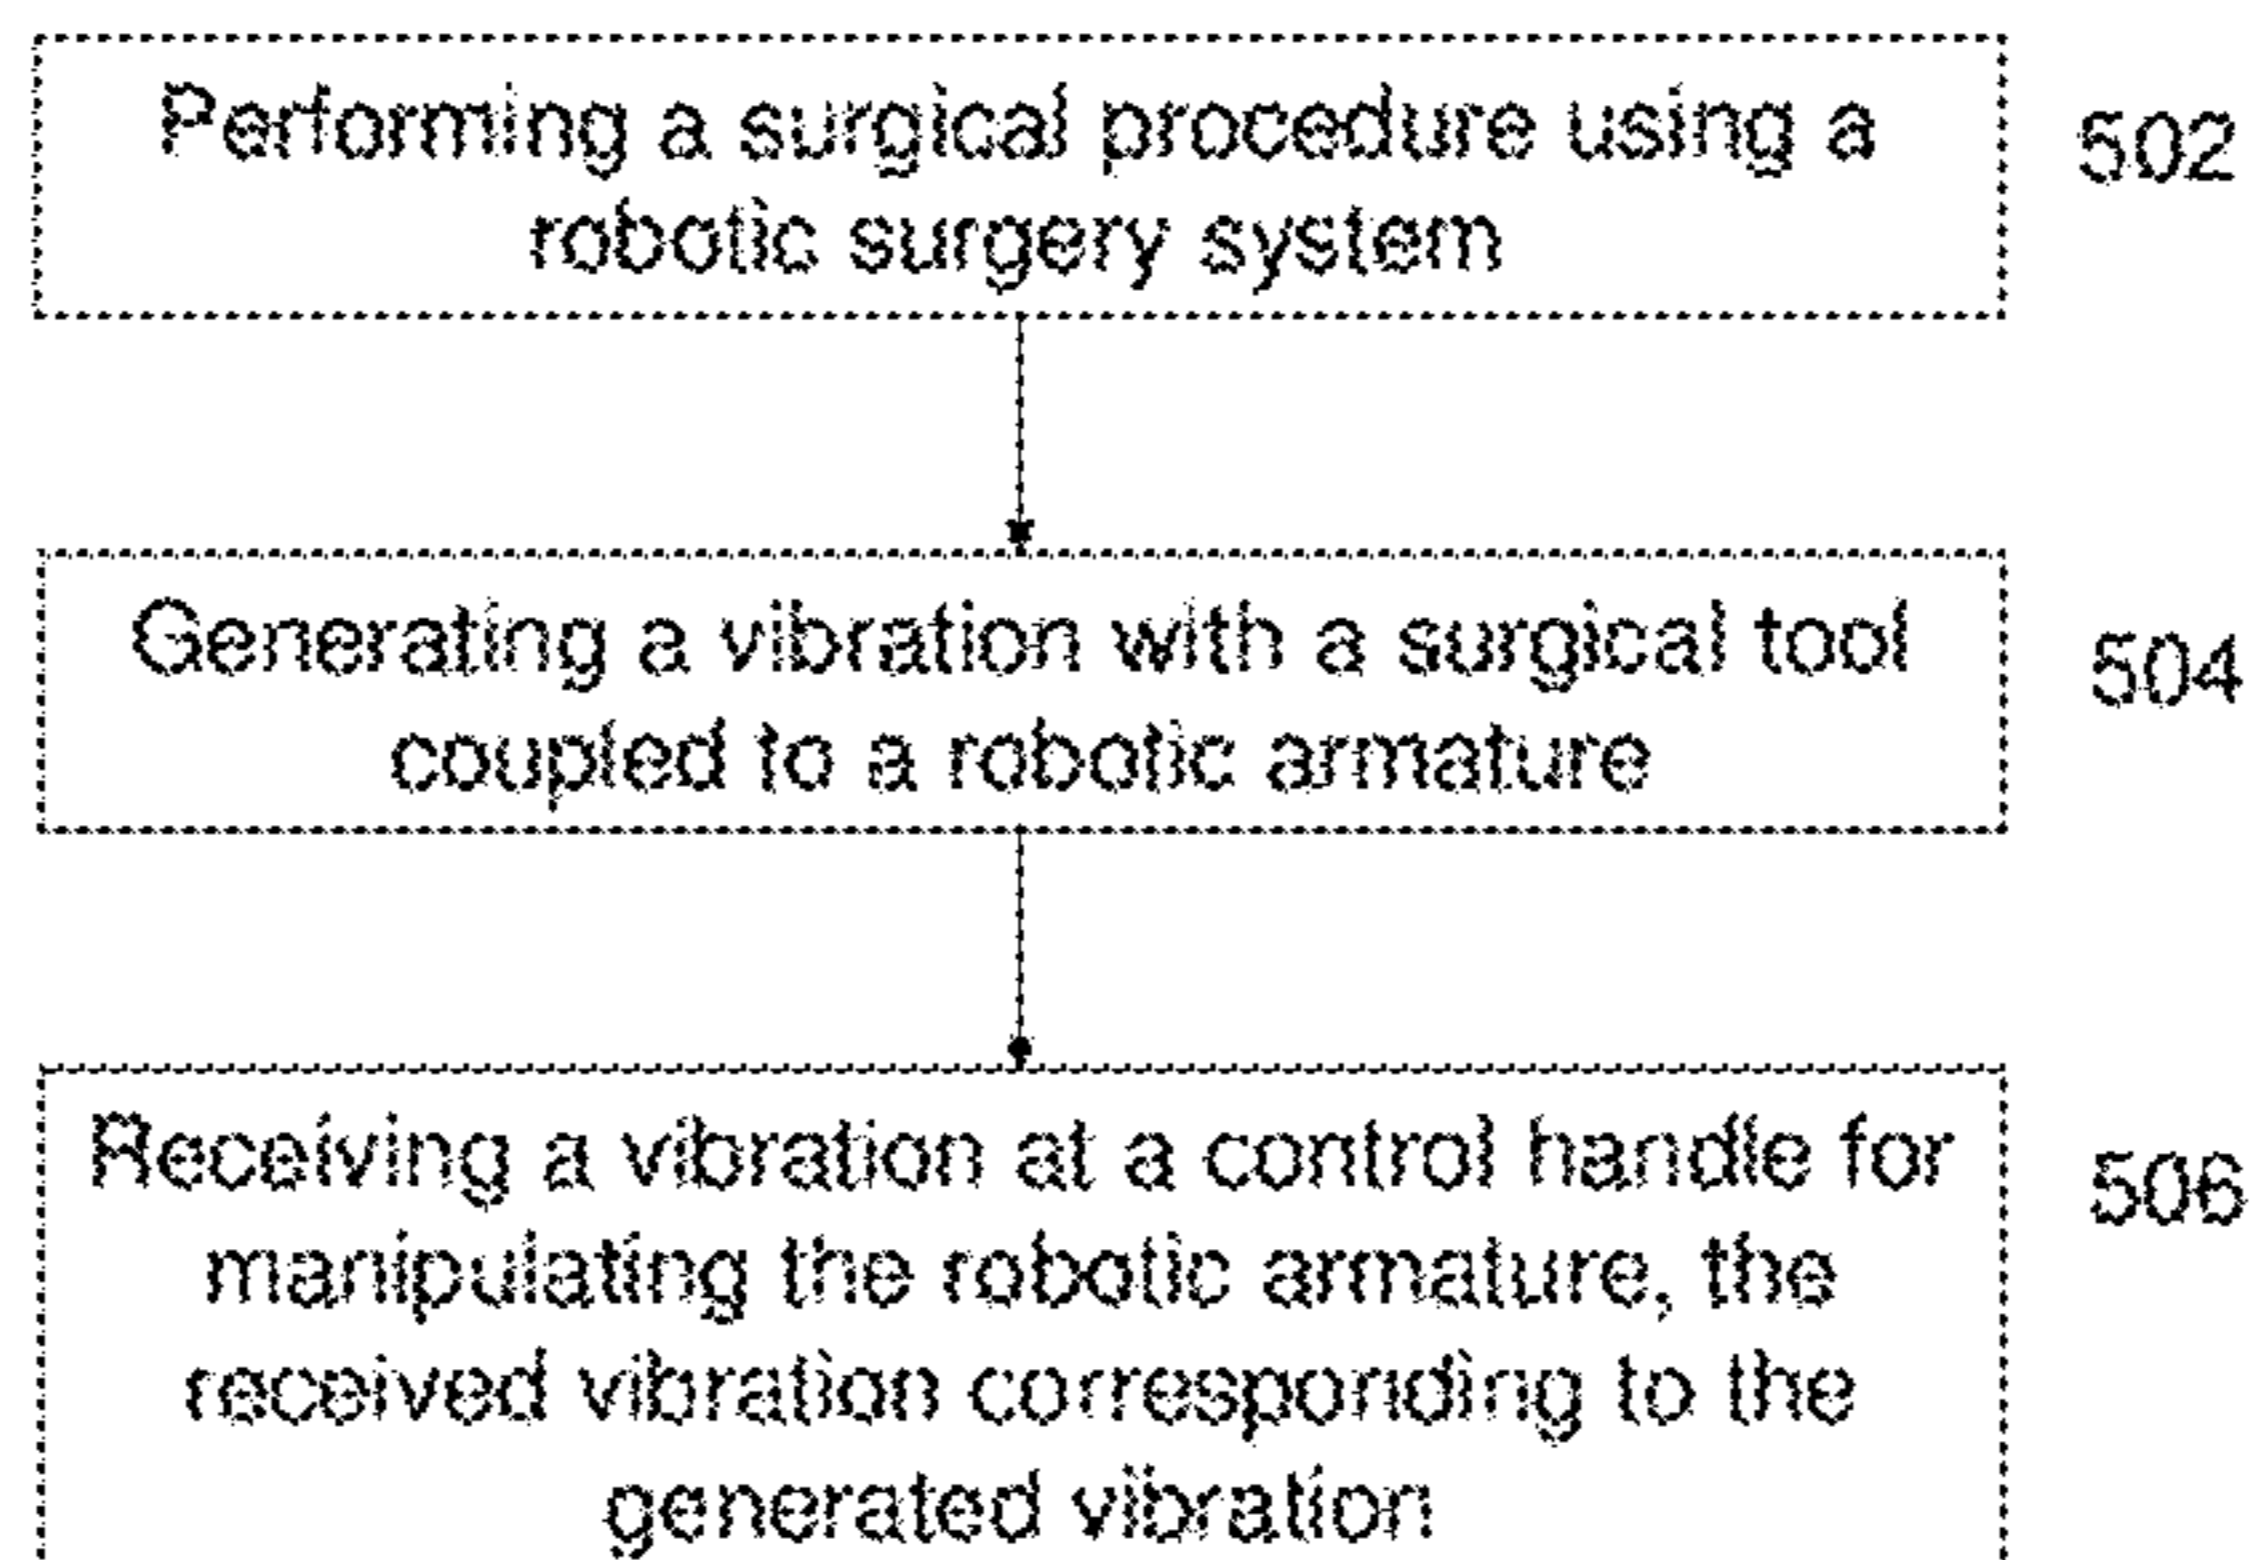 Performing a surgical procedure using a
robotic surgery system
502
Generating a vibration with a surgical tool
coupled to a robotic armature
504
Receiving a vibration at a control handle for
manipulating the robotic armature, the
received vibration corresponding to the
generated vibration
506